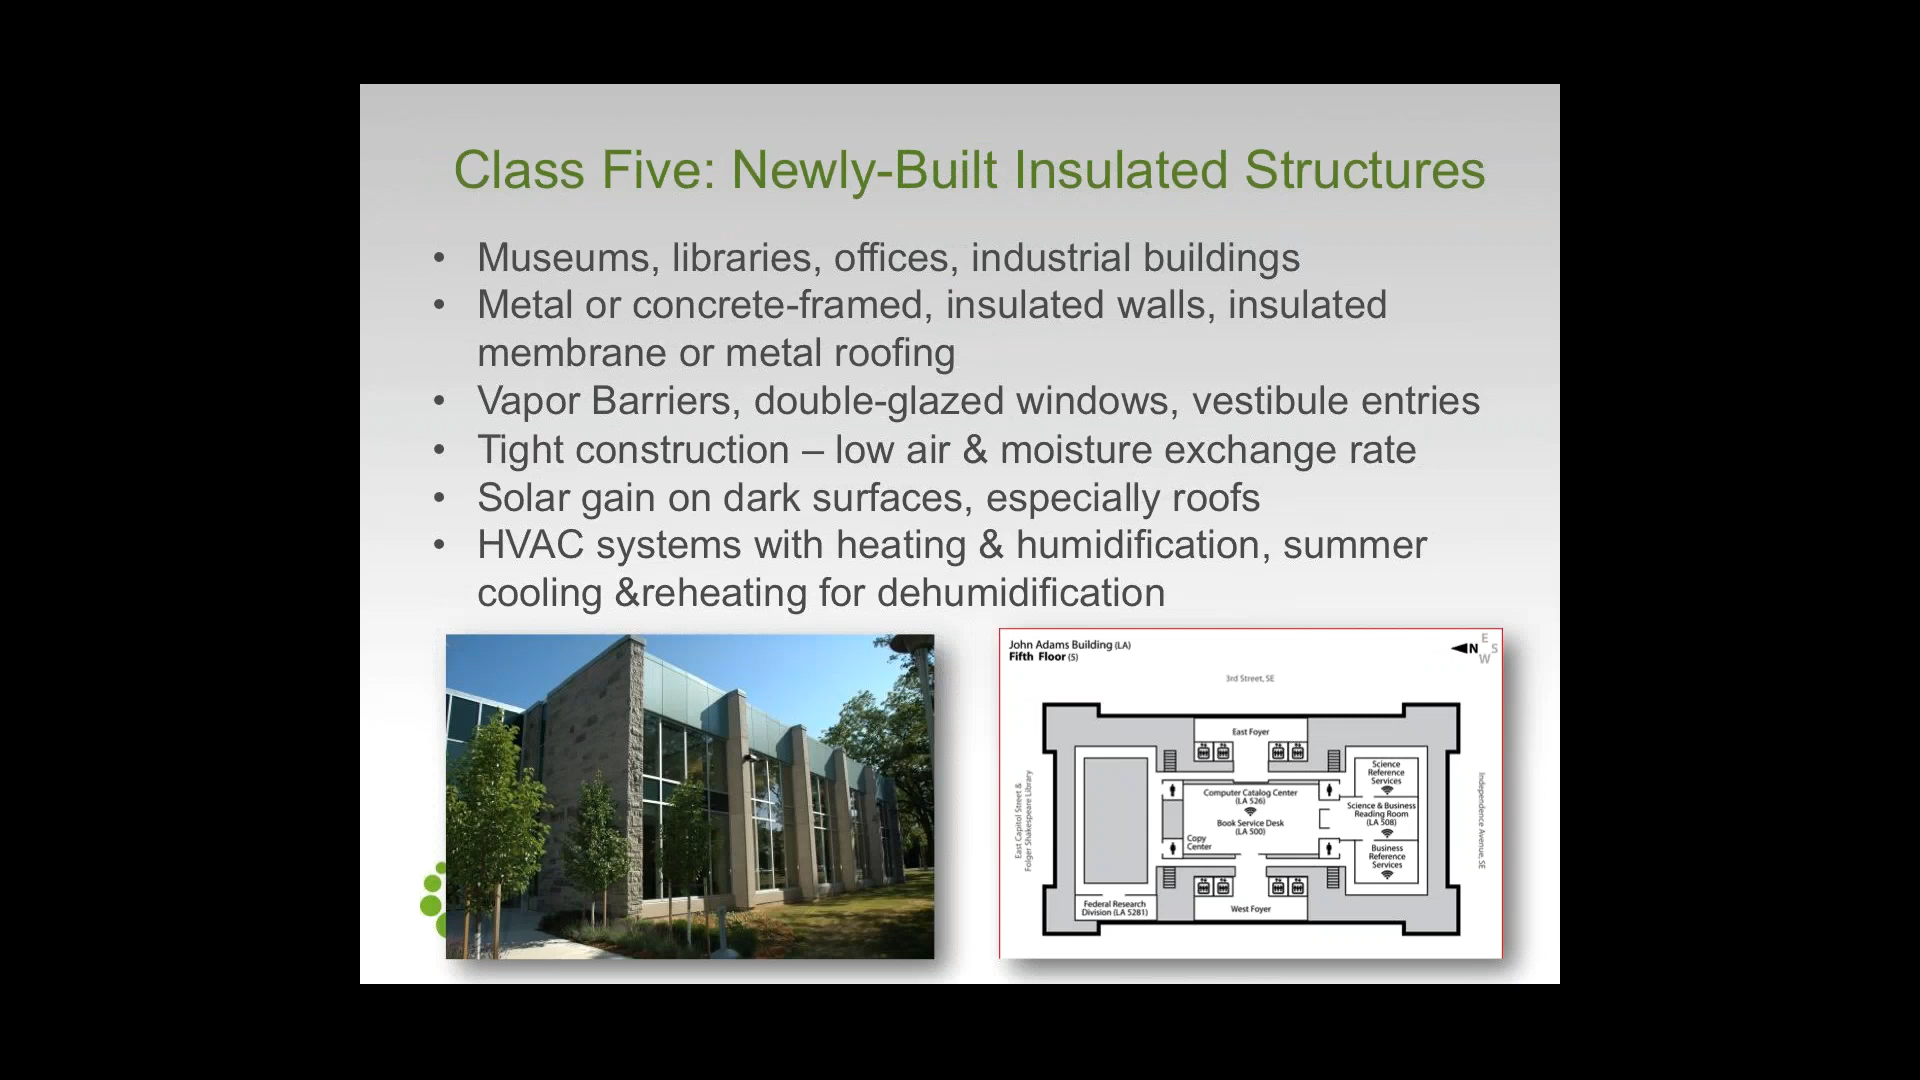 Class Five: Newly-Built Insulated Structures
• Museums, libraries, offices, industrial buildings
• Metal or concrete-framed, insulated walls, insulated
membrane or metal roofing
• Vapor Barriers, double-glazed windows, vestibule entries
• Tight construction – low air & moisture exchange rate
• Solar gain on dark surfaces, especially roofs
• HVAC systems with heating & humidification, summer
cooling &reheating for dehumidification
John Adams Building (LA)
Fifth Floor (5)
E
N S
W
3rd Street, SE
East Foyer
Science
Reference
Services
Computer Catalog Center
(LA 526)
Book Service Desk
(LA 500)
Science & Business
Reading Room
(LA 508)
Copy
Center
Business
Reference
Services
East Capitol Street &
Folger Shakespeare Library
Independence Avenue, SE
Federal Research
Division (LA 5281)
West Foyer